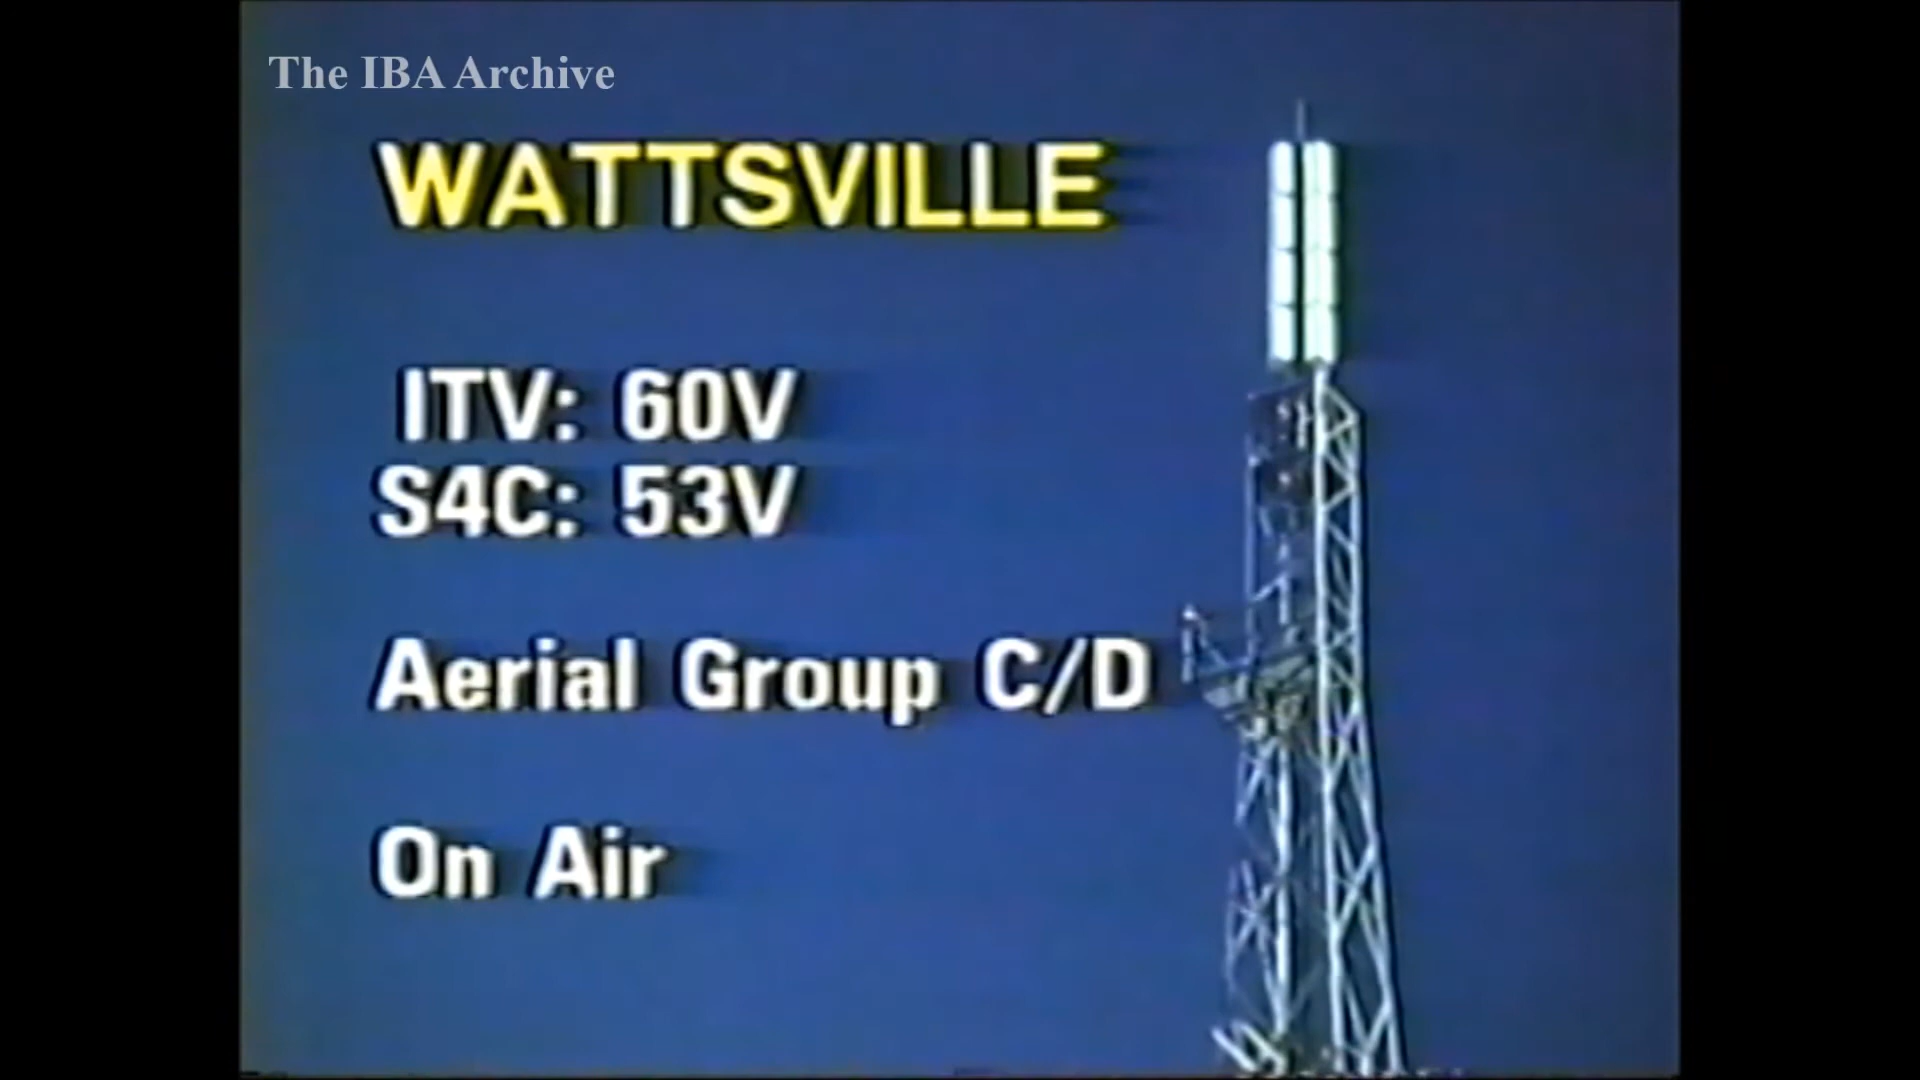 The IBA Archive
WATTSVILLE
ITV: 60V
S4C: 53V
Aerial Group C/D
On Air